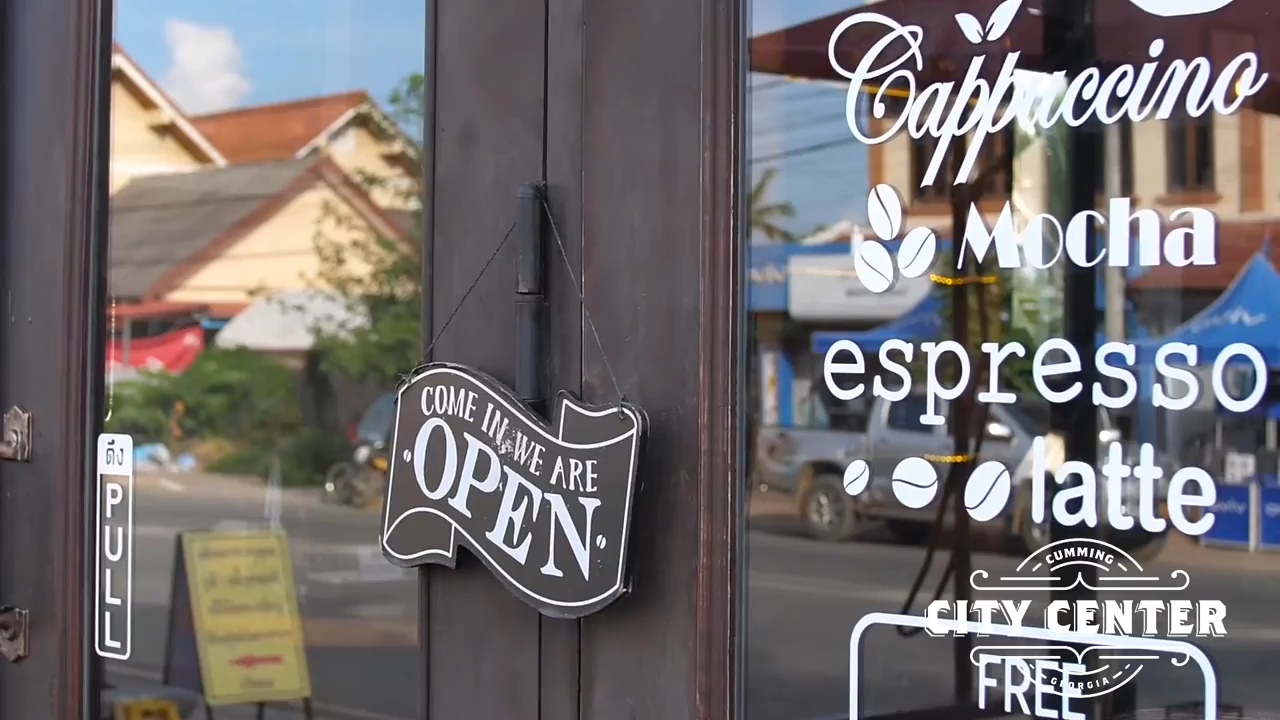 Cappuccino
Mocha
espresso
latte
COME IN WE ARE
OPEN
ดึง
PULL
CUMMING
CITY CENTER
GEORGIA
FREE